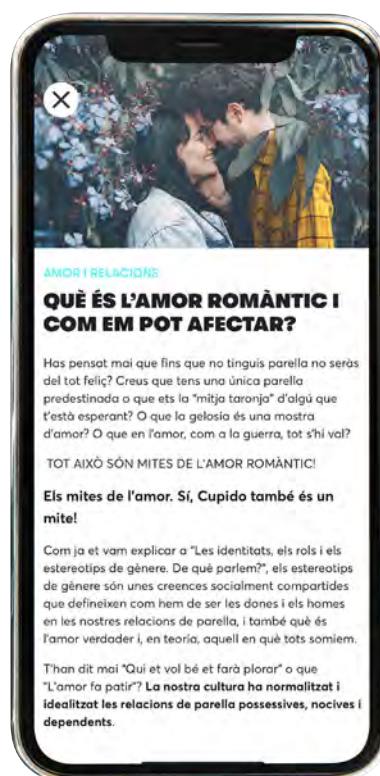 AMOR I RELACIONS
QUÈ ÉS L'AMOR ROMÀNTIC I
COM EM POT AFECTAR?
Has pensat mai que fins que no tinguis parella no seràs
del tot feliç? Creus que tens una única parella
predestinada o que ets la "mitja taronja" d'algú que
t'està esperant? O que la gelosia és una mostra
d'amor? O que en l'amor, com a la guerra, tot s'hi val?
TOT AIXÒ SÓN MITES DE L'AMOR ROMÀNTIC!
Els mites de l'amor. Sí, Cupido també és un
mite!
Com ja et vam explicar a "Les identitats, els rols i els
estereotips de gènere. De què parlem?", els estereotips
de gènere són unes creences socialment compartides
que defineixen com hem de ser les dones i els homes
en les nostres relacions de parella, i també què és
l'amor verdader i, en teoria, aquell en què tots somiem.
T'han dit mai "Qui et vol bé et farà plorar" o que
"L'amor fa patir"? La nostra cultura ha normalitzat i
idealitzat les relacions de parella possessives, nocives i
dependents.